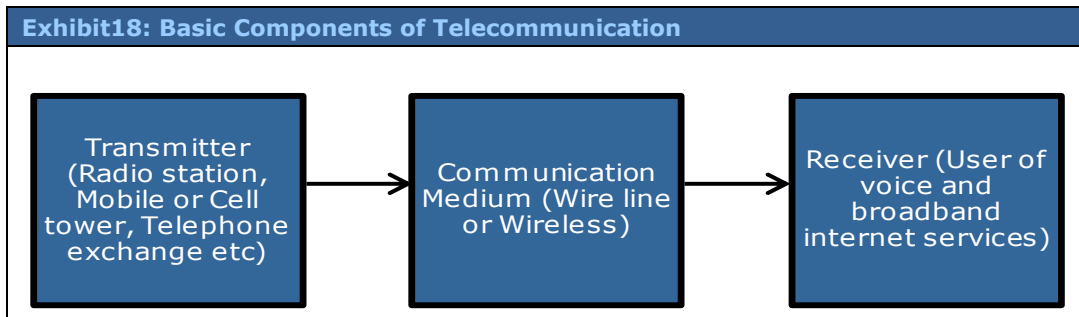 Exhibit18: Basic Components of Telecommunication
Transmitter
(Radio station,
Mobile or Cell
tower, Telephone
exchange etc)
Communication
Medium (Wire line
or Wireless)
Receiver (User of
voice and
broadband
internet services)